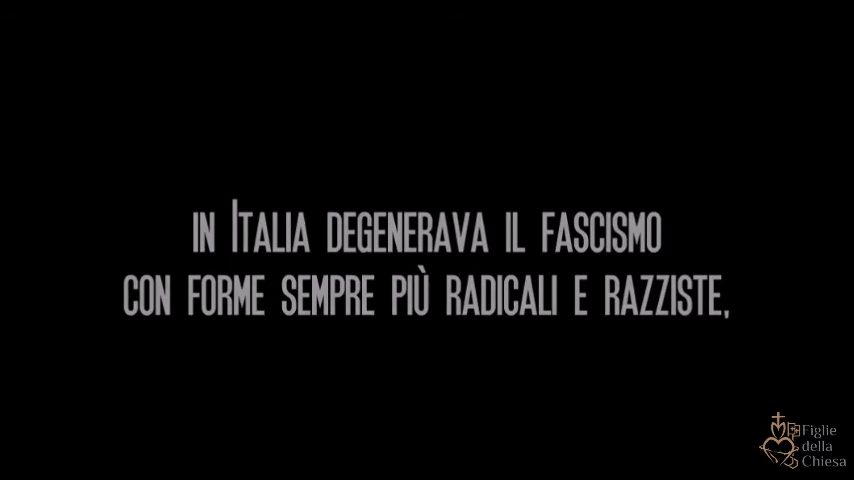 IN ITALIA DEGENERAVA IL FASCISMO
CON FORME SEMPRE PIÙ RADICALI E RAZZISTE,
Figlie
della
Chiesa